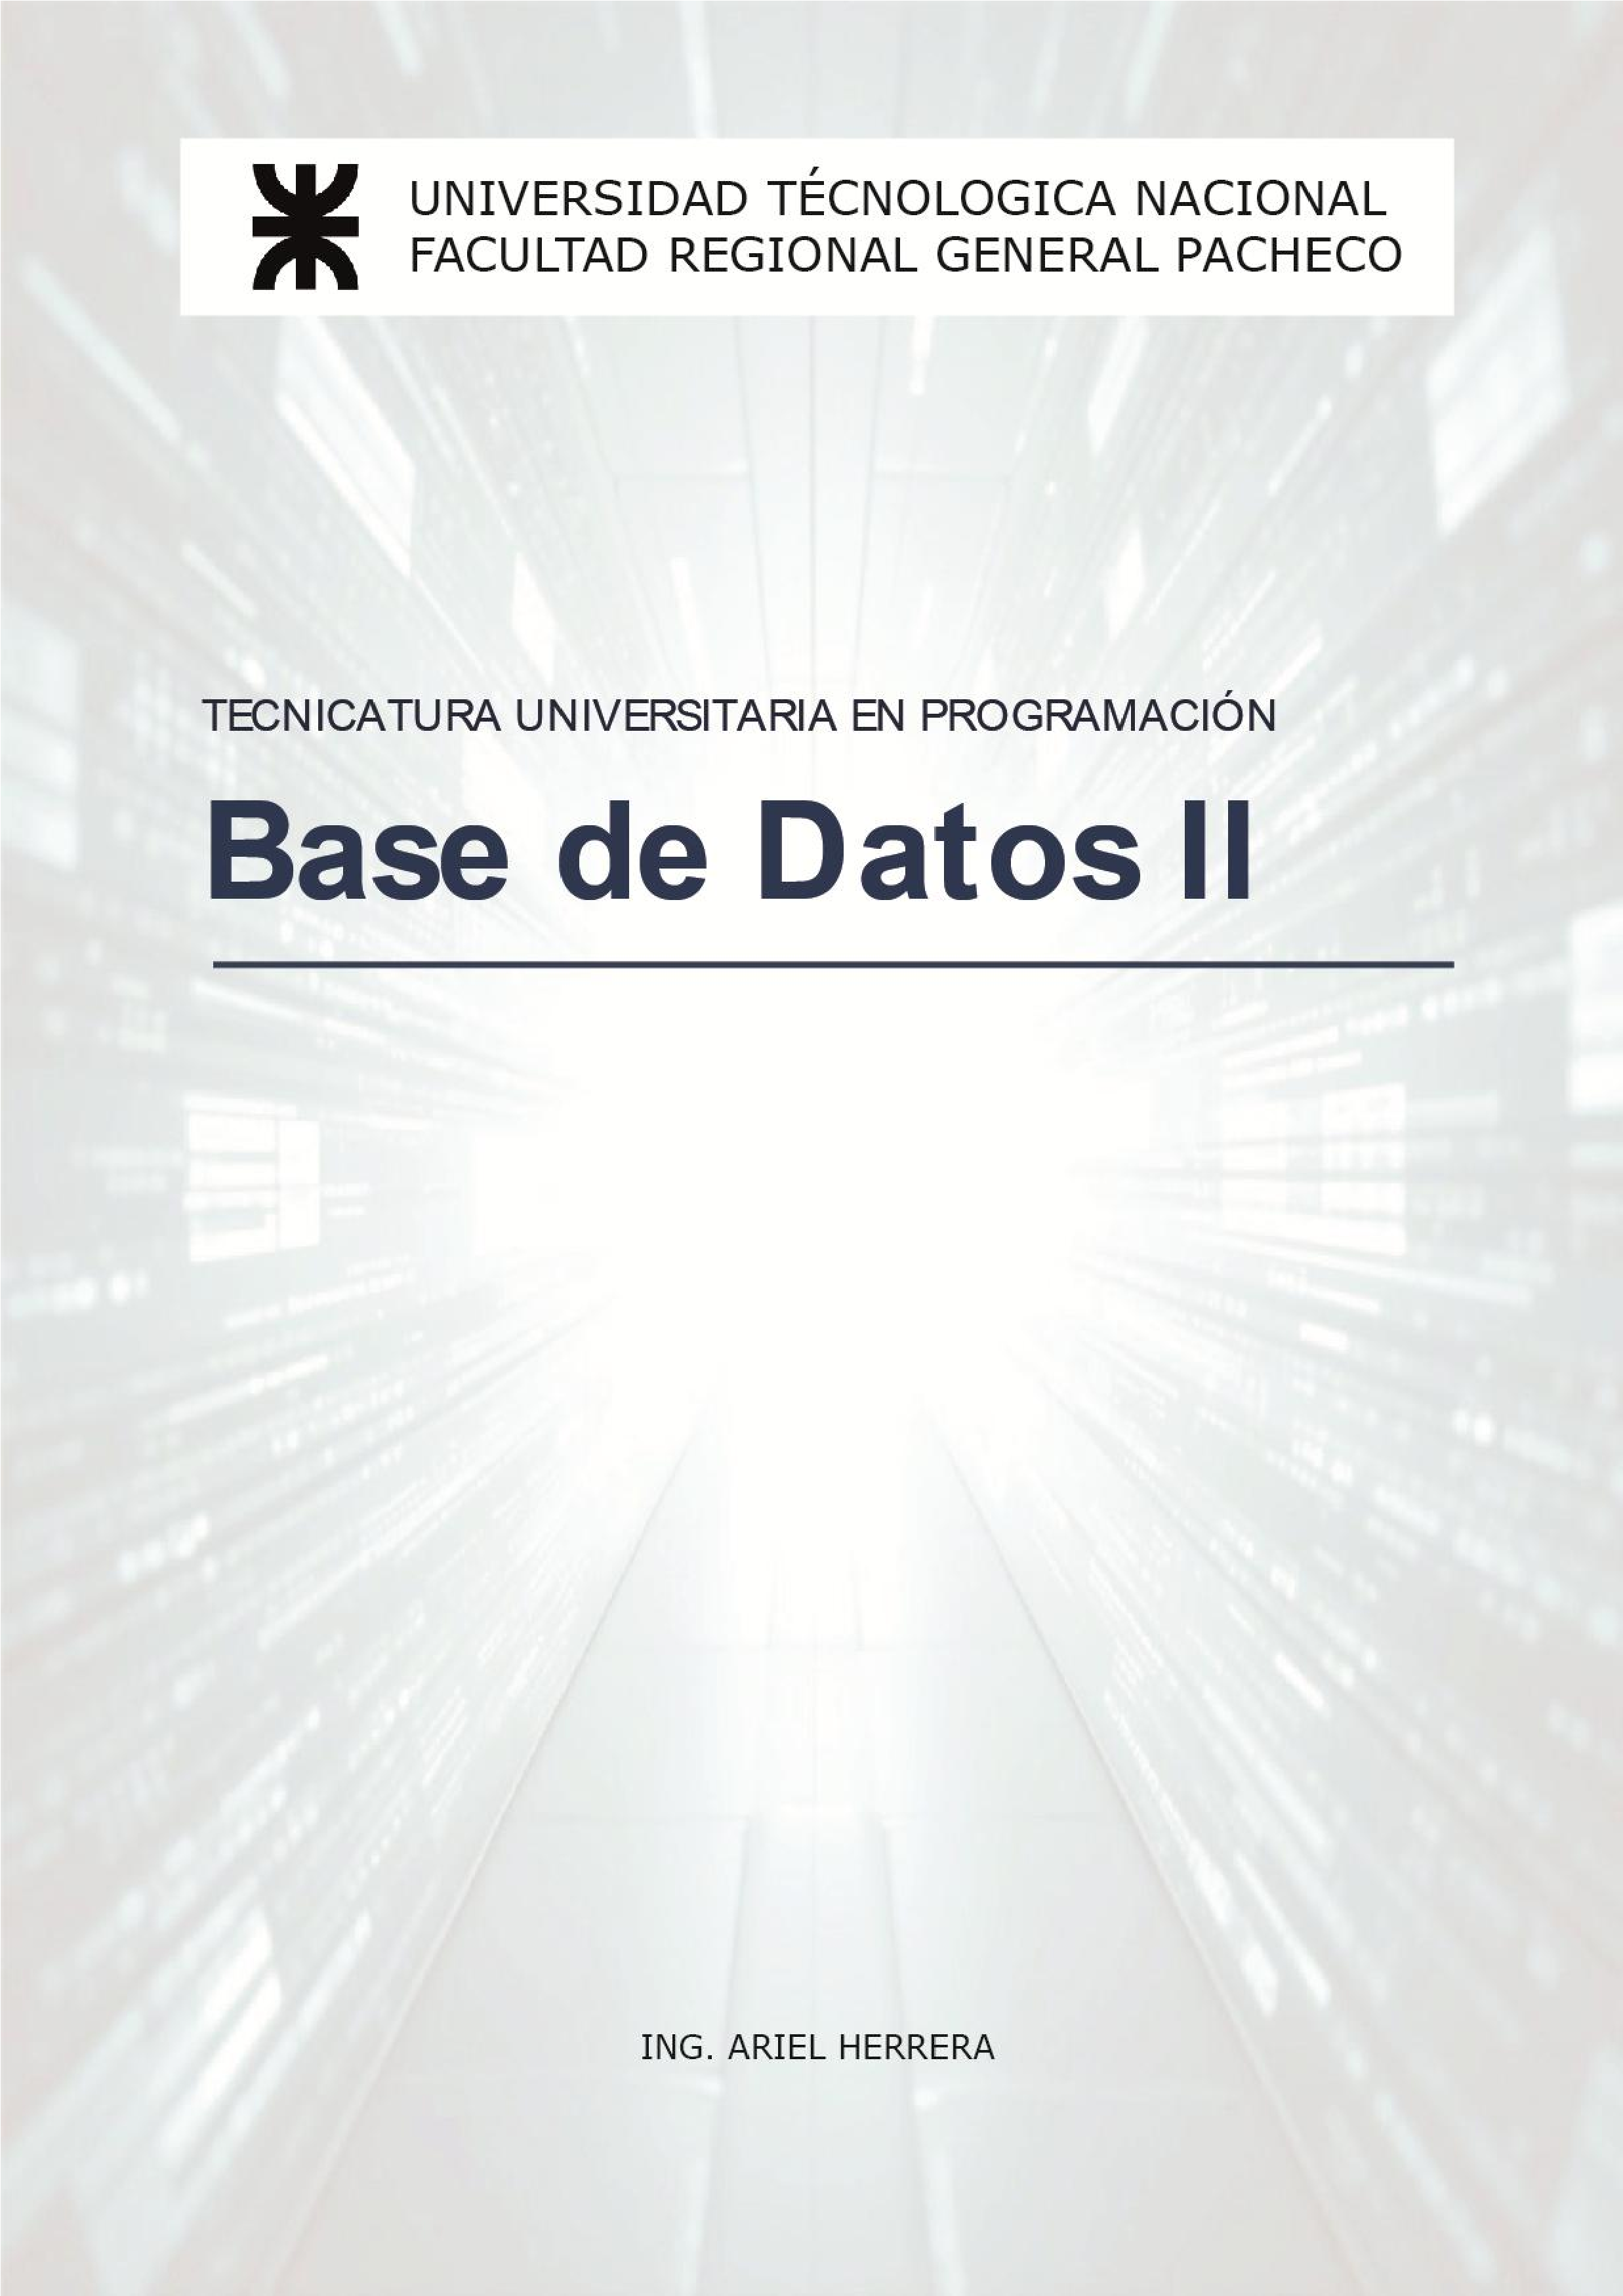 UNIVERSIDAD TÉCNOLOGICA NACIONAL
FACULTAD REGIONAL GENERAL PACHECO
TECNICATURA UNIVERSITARIA EN PROGRAMACIÓN
Base de Datos II
ING. ARIEL HERRERA